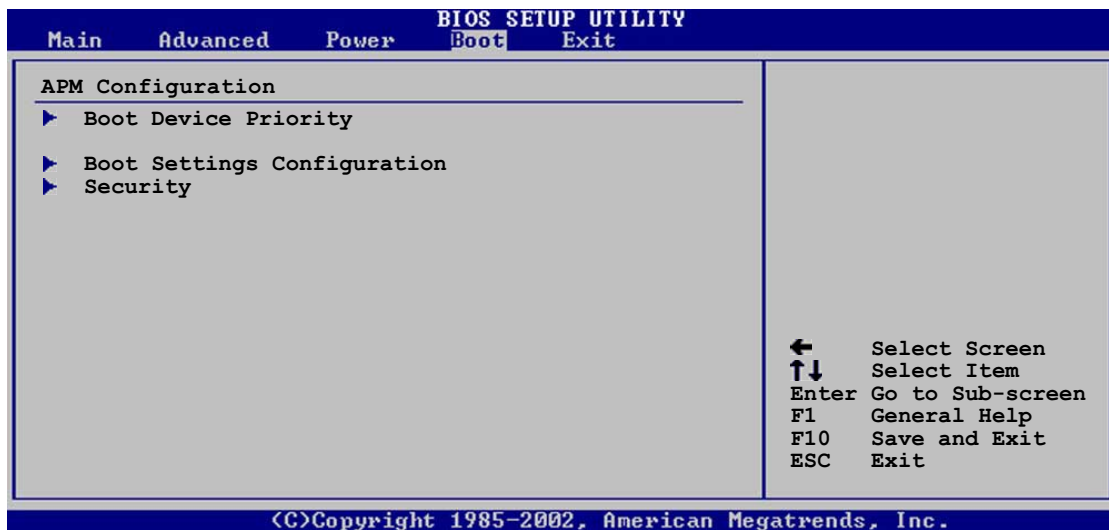 BIOS SETUP UTILITY
Main Advanced Power Boot Exit
APM Configuration
Boot Device Priority
Boot Settings Configuration
Security
← Select Screen
↑↓ Select Item
Enter Go to Sub-screen
F1 General Help
F10 Save and Exit
ESC Exit
(C)Copyright 1985-2002, American Megatrends, Inc.